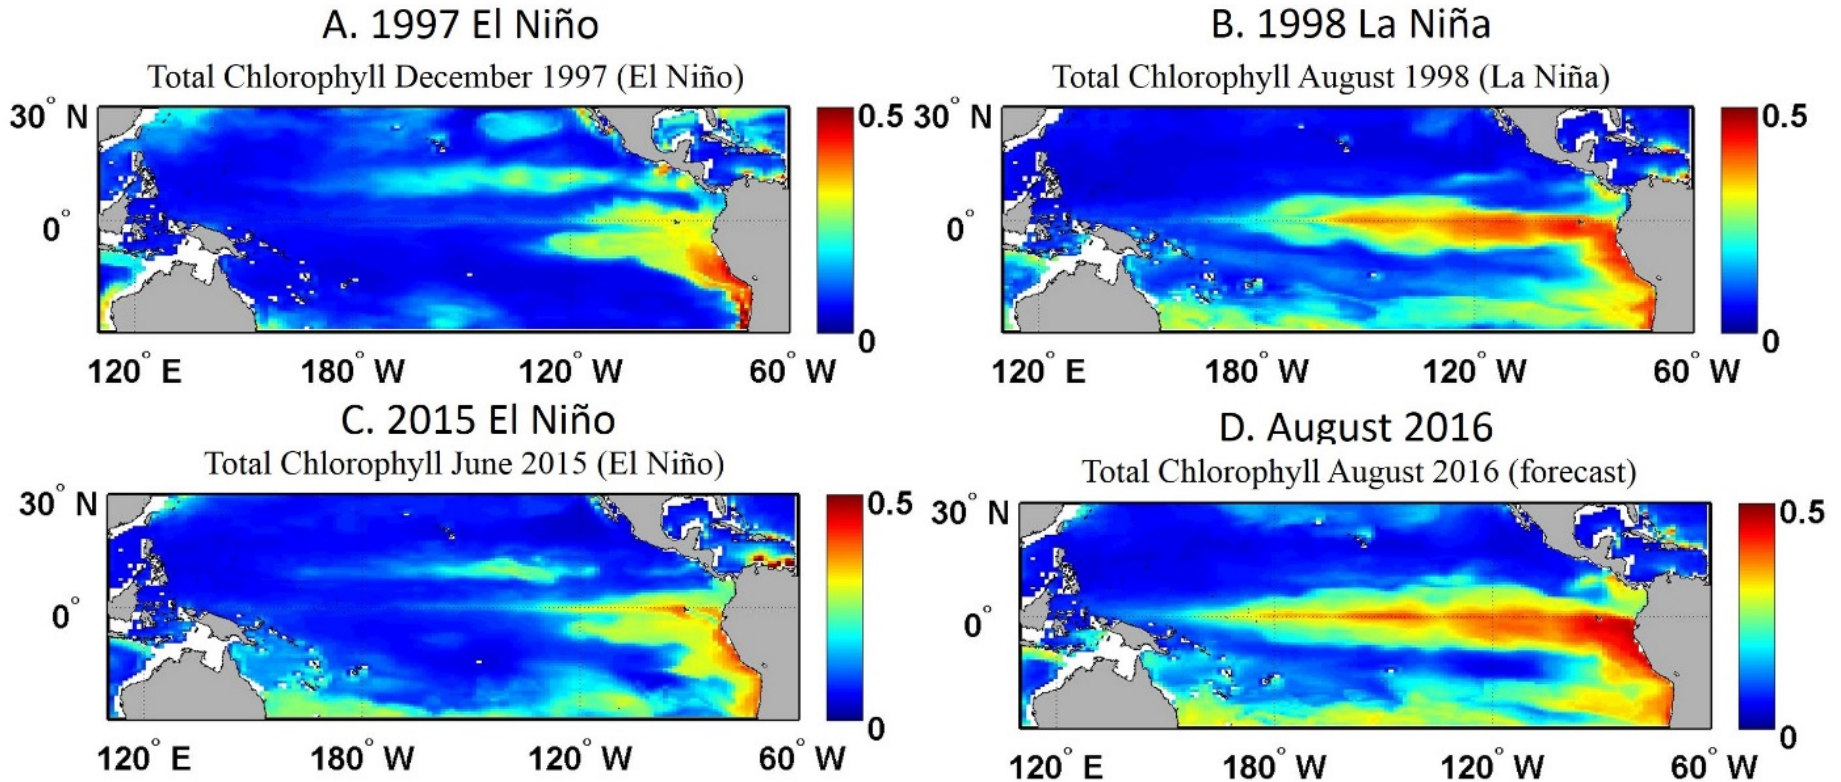 A. 1997 El Niño
Total Chlorophyll December 1997 (El Niño)
30° N
0°
120° E
180° W
120° W
60° W
0.5
0
B. 1998 La Niña
Total Chlorophyll August 1998 (La Niña)
30° N
0°
120° E
180° W
120° W
60° W
0.5
0
C. 2015 El Niño
Total Chlorophyll June 2015 (El Niño)
30° N
0°
120° E
180° W
120° W
60° W
0.5
0
D. August 2016
Total Chlorophyll August 2016 (forecast)
30° N
0°
120° E
180° W
120° W
60° W
0.5
0